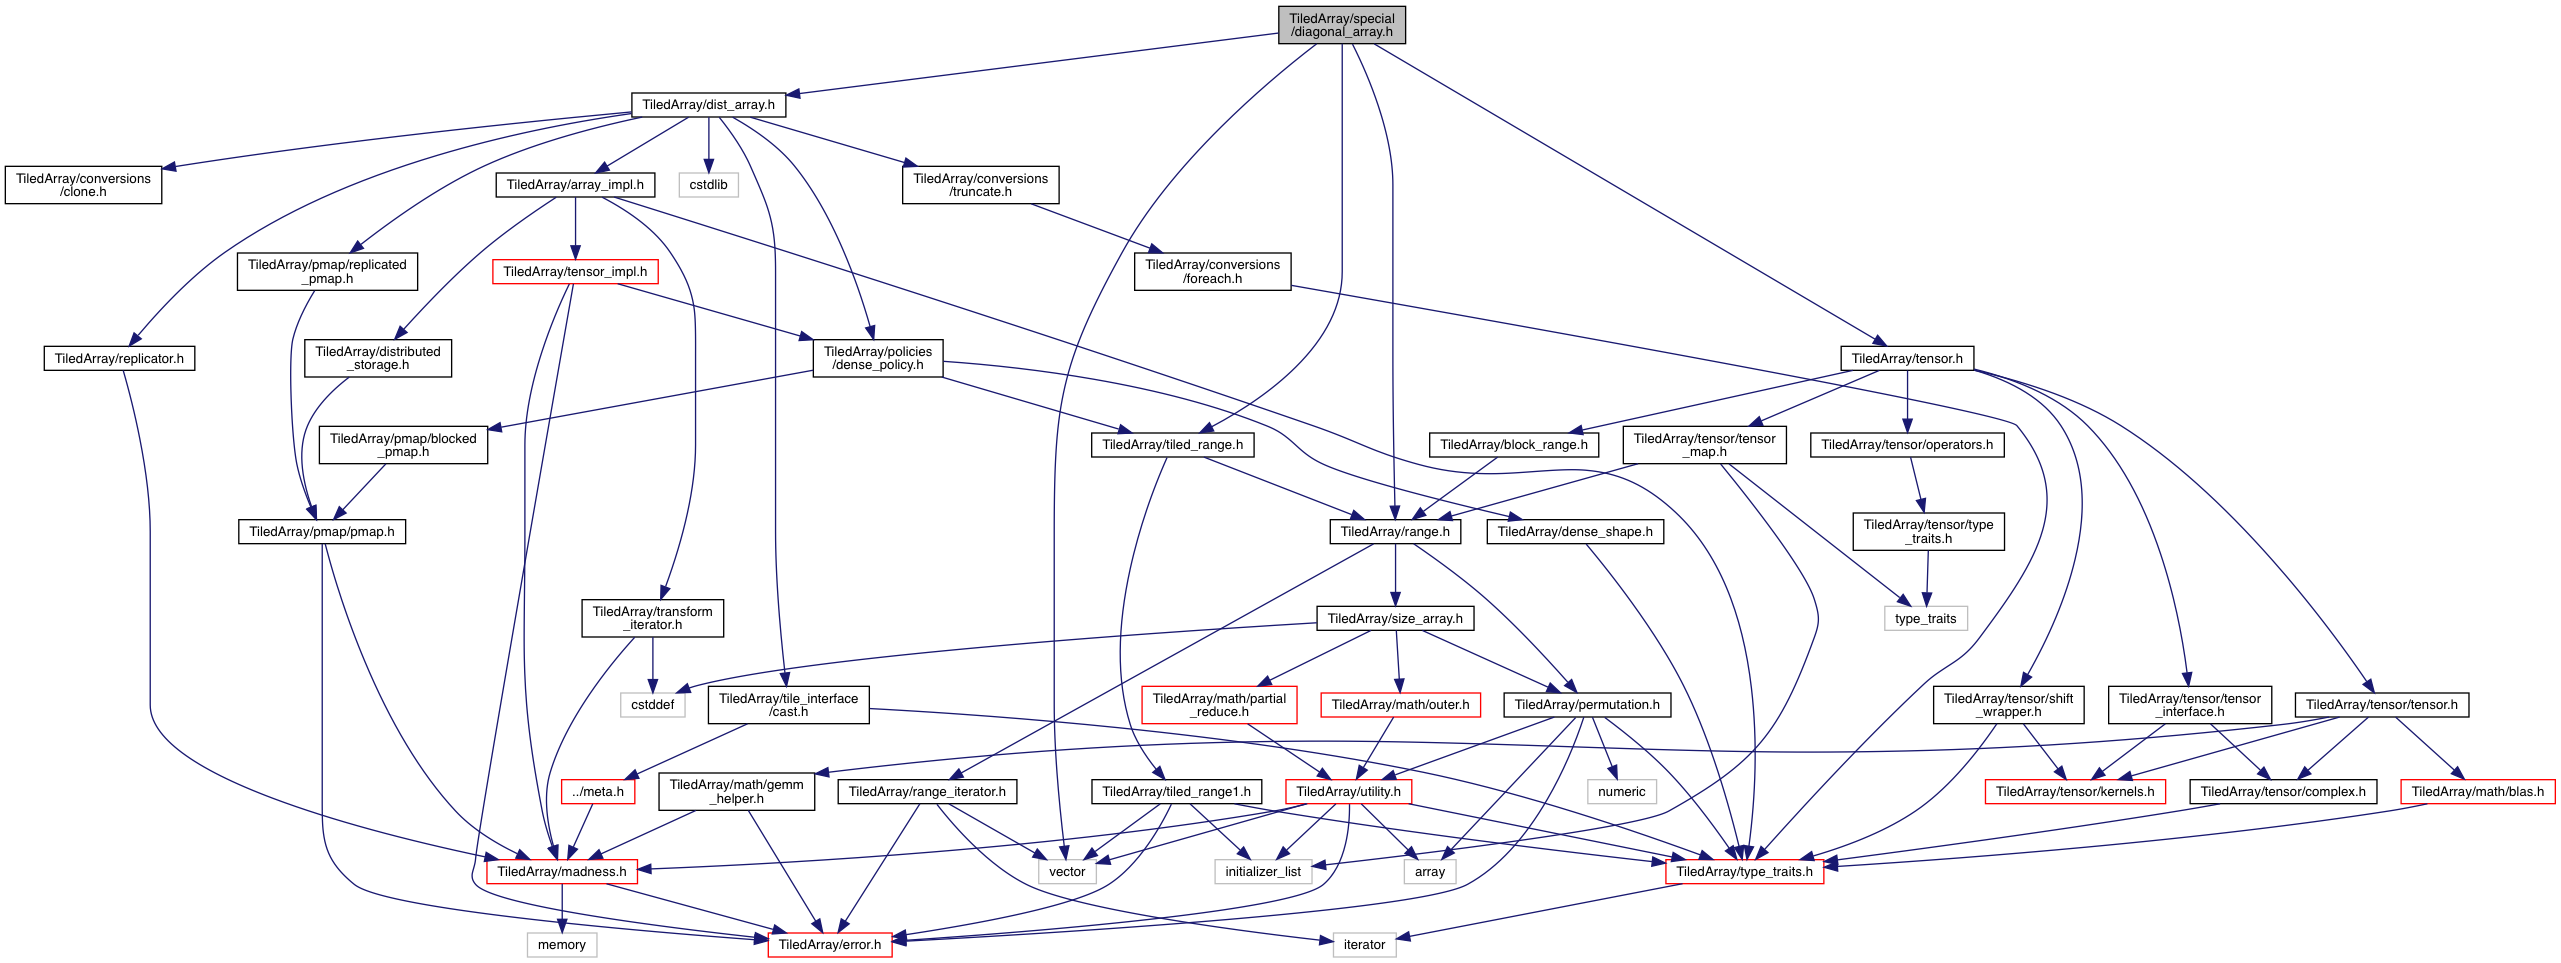 TiledArray/special
/diagonal_array.h
TiledArray/dist_array.h
TiledArray/conversions
/clone.h
TiledArray/array_impl.h
cstdlib
TiledArray/conversions
/truncate.h
TiledArray/pmap/replicated
_pmap.h
TiledArray/tensor_impl.h
TiledArray/conversions
/foreach.h
TiledArray/replicator.h
TiledArray/distributed
_storage.h
TiledArray/policies
/dense_policy.h
TiledArray/tensor.h
TiledArray/pmap/blocked
_pmap.h
TiledArray/tiled_range.h
TiledArray/block_range.h
TiledArray/tensor/tensor
_map.h
TiledArray/tensor/operators.h
TiledArray/pmap/pmap.h
TiledArray/range.h
TiledArray/dense_shape.h
TiledArray/tensor/type
_traits.h
TiledArray/transform
_iterator.h
TiledArray/size_array.h
type_traits
cstddef
TiledArray/tile_interface
/cast.h
TiledArray/math/partial
_reduce.h
TiledArray/math/outer.h
TiledArray/permutation.h
TiledArray/tensor/shift
_wrapper.h
TiledArray/tensor/tensor
_interface.h
TiledArray/tensor/tensor.h
../meta.h
TiledArray/math/gemm
_helper.h
TiledArray/range_iterator.h
TiledArray/tiled_range1.h
TiledArray/utility.h
numeric
TiledArray/tensor/kernels.h
TiledArray/tensor/complex.h
TiledArray/math/blas.h
TiledArray/madness.h
vector
initializer_list
array
TiledArray/type_traits.h
memory
TiledArray/error.h
iterator